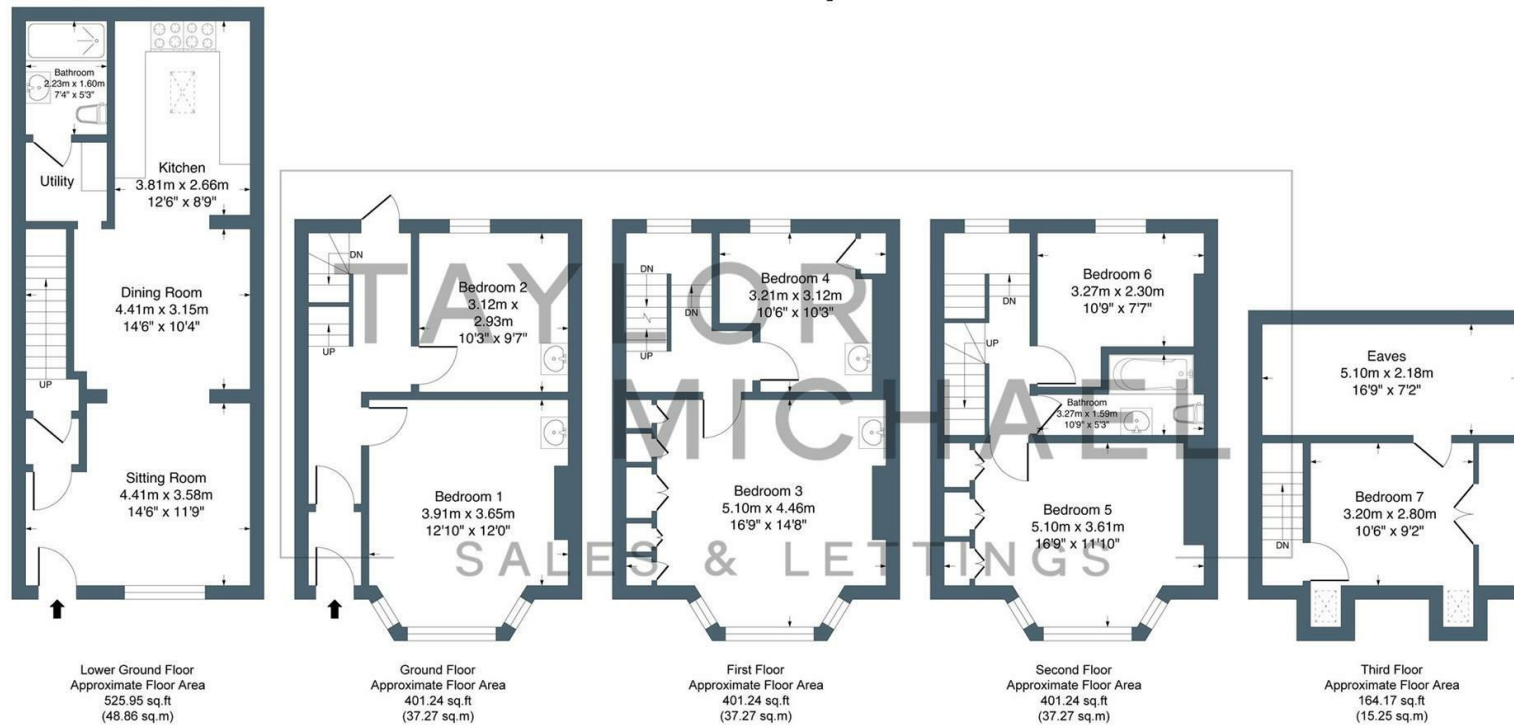 Bathroom
2.23m x 1.60m
7'4" x 5'3"
Utility
Kitchen
3.81m x 2.66m
12'6" x 8'9"
Dining Room
4.41m x 3.15m
14'6" x 10'4"
UP
Sitting Room
4.41m x 3.58m
14'6" x 11'9"
Lower Ground Floor
Approximate Floor Area
525.95 sq.ft
(48.86 sq.m)
DN
UP
Bedroom 2
3.12m x
2.93m
10'3" x 9'7"
Bedroom 1
3.91m x 3.65m
12'10" x 12'0"
Ground Floor
Approximate Floor Area
401.24 sq.ft
(37.27 sq.m)
DN
DN
UP
Bedroom 4
3.21m x 3.12m
10'6" x 10'3"
Bedroom 3
5.10m x 4.46m
16'9" x 14'8"
First Floor
Approximate Floor Area
401.24 sq.ft
(37.27 sq.m)
DN
UP
Bedroom 6
3.27m x 2.30m
10'9" x 7'7"
Bathroom
3.27m x 1.59m
10'9" x 5'3"
Bedroom 5
5.10m x 3.61m
16'9" x 11'10"
Second Floor
Approximate Floor Area
401.24 sq.ft
(37.27 sq.m)
Eaves
5.10m x 2.18m
16'9" x 7'2"
Bedroom 7
3.20m x 2.80m
10'6" x 9'2"
DN
Third Floor
Approximate Floor Area
164.17 sq.ft
(15.25 sq.m)
TAYLOR
MICHAEL
SALES & LETTINGS